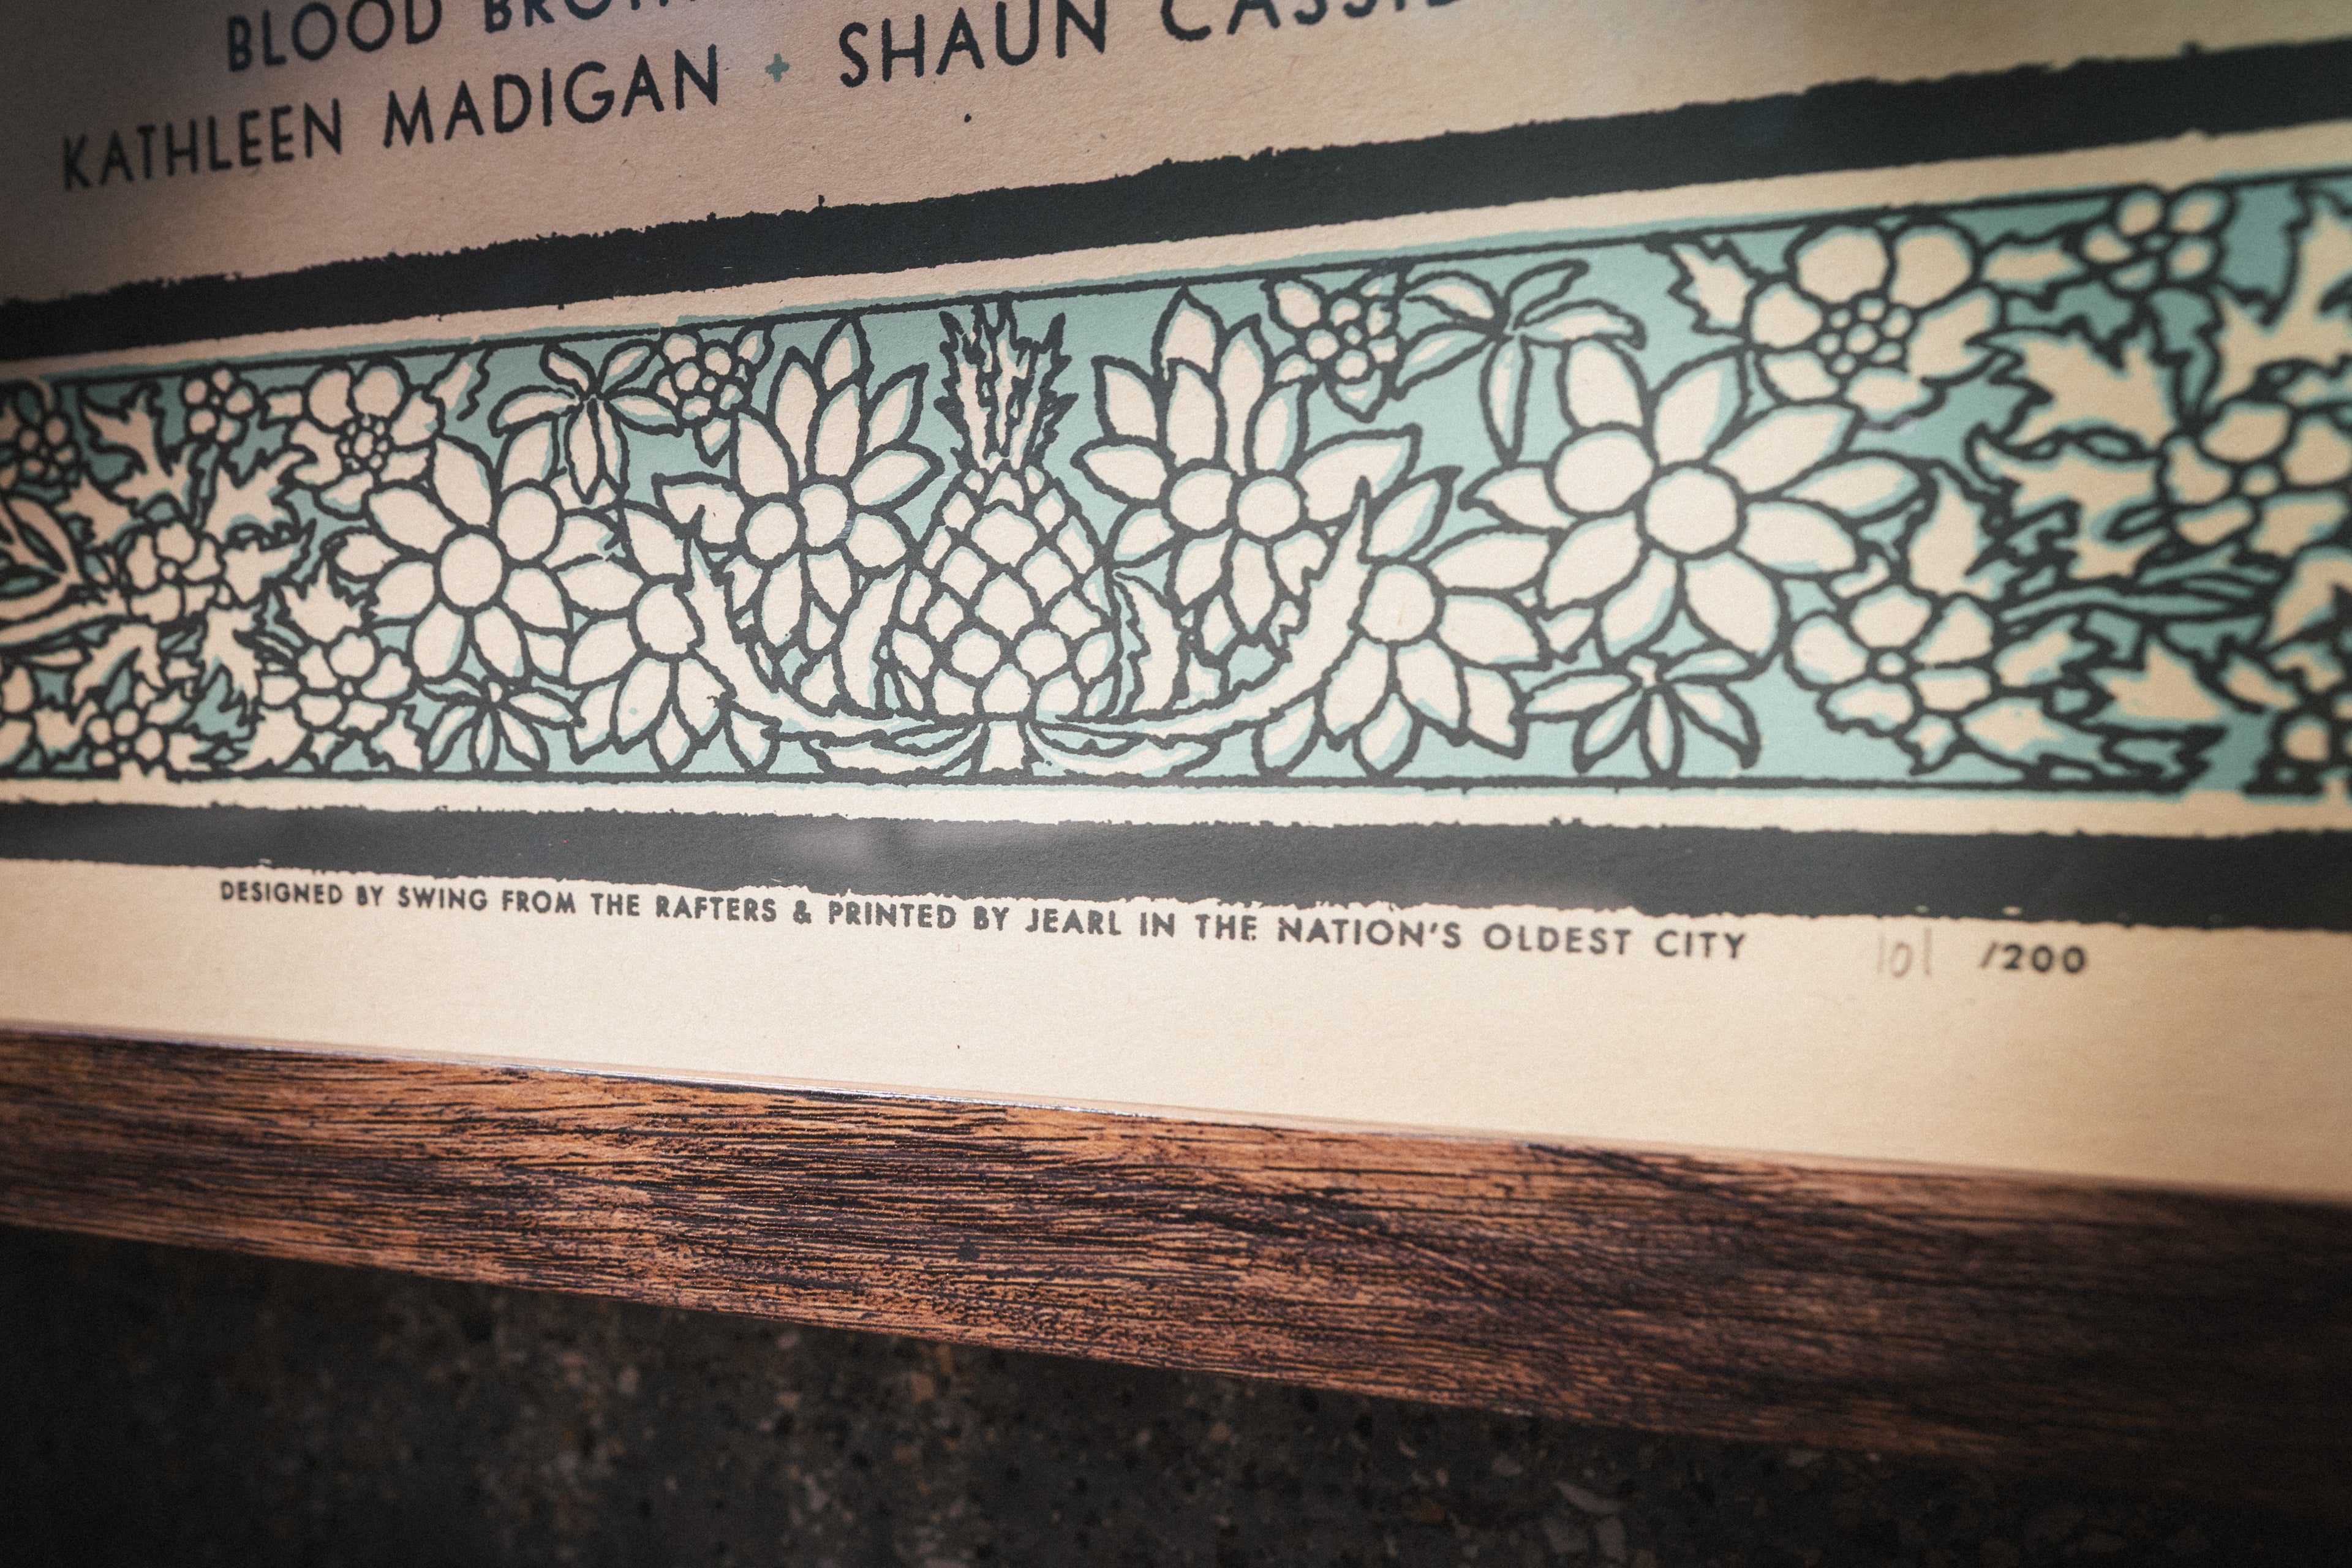 BLOOD
KATHLEEN MADIGAN + SHAUN
DESIGNED BY SWING FROM THE RAFTERS & PRINTED BY JEARL IN THE NATION'S OLDEST CITY 101 /200